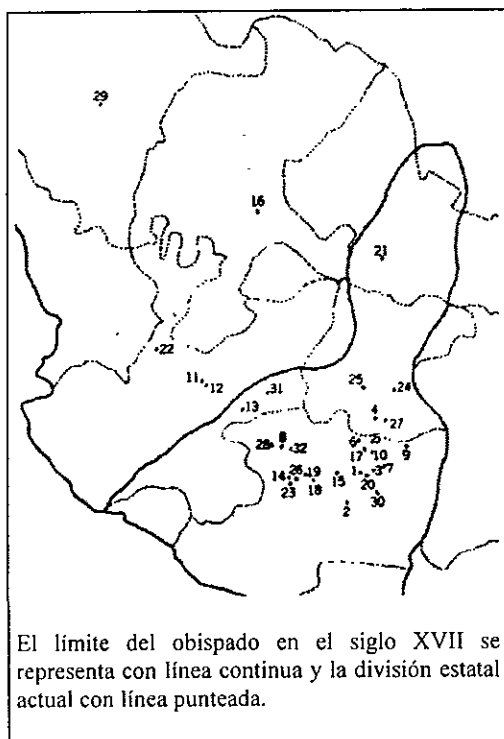 29
16
21
22
11 12 31 25 24
13 4 27
28 8 32 6 5 9
17 10
14 26 19 15 1 3 7
23 18 20
2 30
El límite del obispado en el siglo XVII se
representa con línea continua y la división estatal
actual con línea punteada.